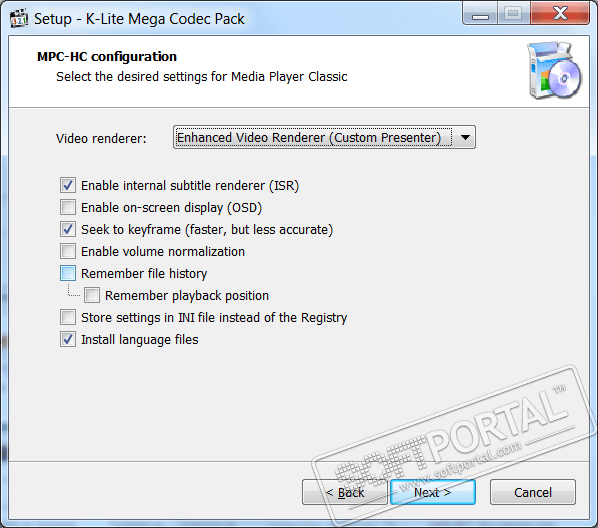 Setup - K-Lite Mega Codec Pack
MPC-HC configuration
Select the desired settings for Media Player Classic
Video renderer: Enhanced Video Renderer (Custom Presenter)
Enable internal subtitle renderer (ISR)
Enable on-screen display (OSD)
Seek to keyframe (faster, but less accurate)
Enable volume normalization
Remember file history
Remember playback position
Store settings in INI file instead of the Registry
Install language files
SOFTPORTAL™
www.softportal.com
< Back Next > Cancel